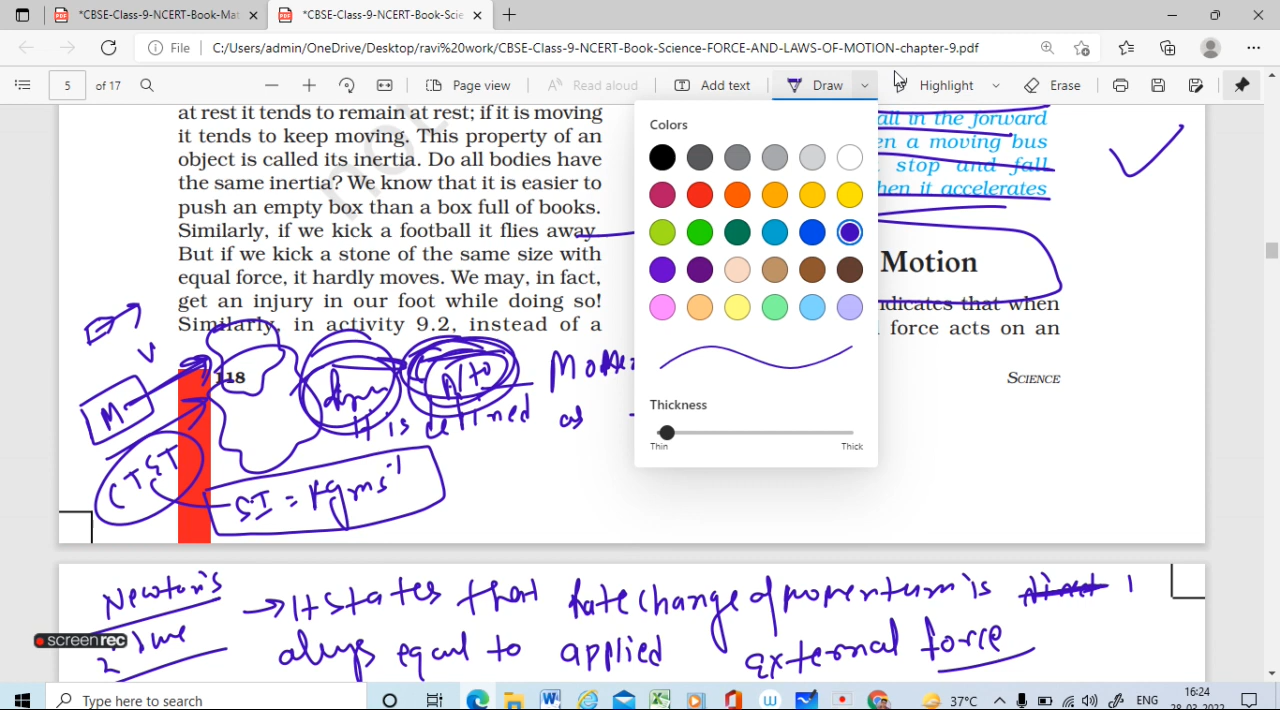 *CBSE-Class-9-NCERT-Book-Mat
*CBSE-Class-9-NCERT-Book-Scie
File C:/Users/admin/OneDrive/Desktop/ravi%20work/CBSE-Class-9-NCERT-Book-Science-FORCE-AND-LAWS-OF-MOTION-chapter-9.pdf
5 of 17 Page view Read aloud Add text Draw Highlight Erase
at rest it tends to remain at rest; if it is moving
it tends to keep moving. This property of an
object is called its inertia. Do all bodies have
the same inertia? We know that it is easier to
push an empty box than a box full of books.
Similarly, if we kick a football it flies away.
But if we kick a stone of the same size with
equal force, it hardly moves. We may, in fact,
get an injury in our foot while doing so!
Similarly, in activity 9.2, instead of a
not
118
M
V
Alto
It is defined as
SI = kgms⁻¹
Colors
Thickness
Thin Thick
all in the forward
en a moving bus
stop and fall
hen it accelerates
Motion
ndicates that when
force acts on an
SCIENCE
Newton's → It states that rate change of momentum is
always equal to applied external force
screenrec
Type here to search
37°C ENG 16:24
28-03-2022